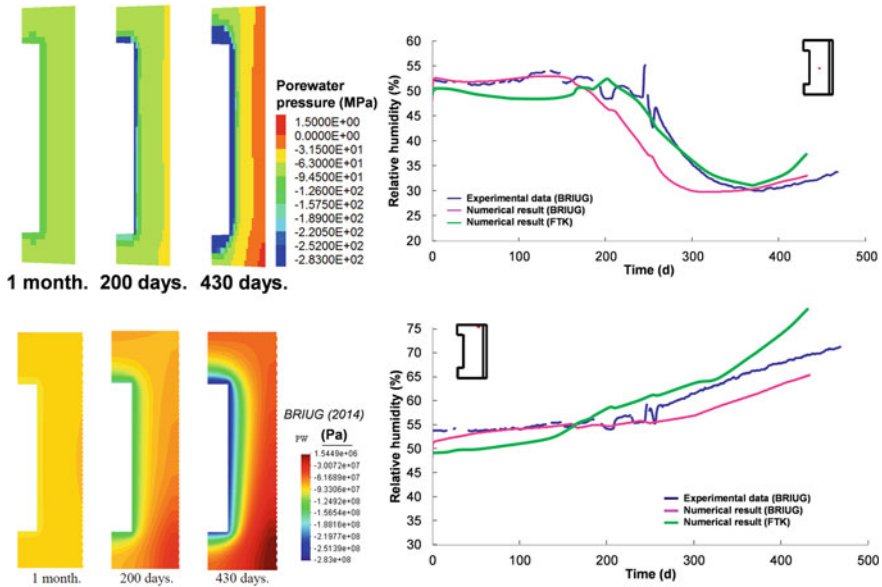 Porewater
pressure (MPa)
1.5000E+00
0.0000E+00
-3.1500E+01
-6.3000E+01
-9.4500E+01
-1.2600E+02
-1.5750E+02
-1.8900E+02
-2.2050E+02
-2.5200E+02
-2.8300E+02
1 month. 200 days. 430 days.
Relative humidity (%)
60
55
50
45
40
35
30
25
20
Experimental data (BRIUG)
Numerical result (BRIUG)
Numerical result (FTK)
0 100 200 300 400 500
Time (d)
BRIUG (2014)
PW (Pa)
1.5449e+06
-3.0072e+07
-6.1689e+07
-9.3306e+07
-1.2492e+08
-1.5654e+08
-1.8816e+08
-2.1977e+08
-2.5139e+08
-2.83e+08
1 month. 200 days. 430 days.
Relative humidity (%)
75
70
65
60
55
50
45
40
35
30
Experimental data (BRIUG)
Numerical result (BRIUG)
Numerical result (FTK)
0 100 200 300 400 500
Time (d)